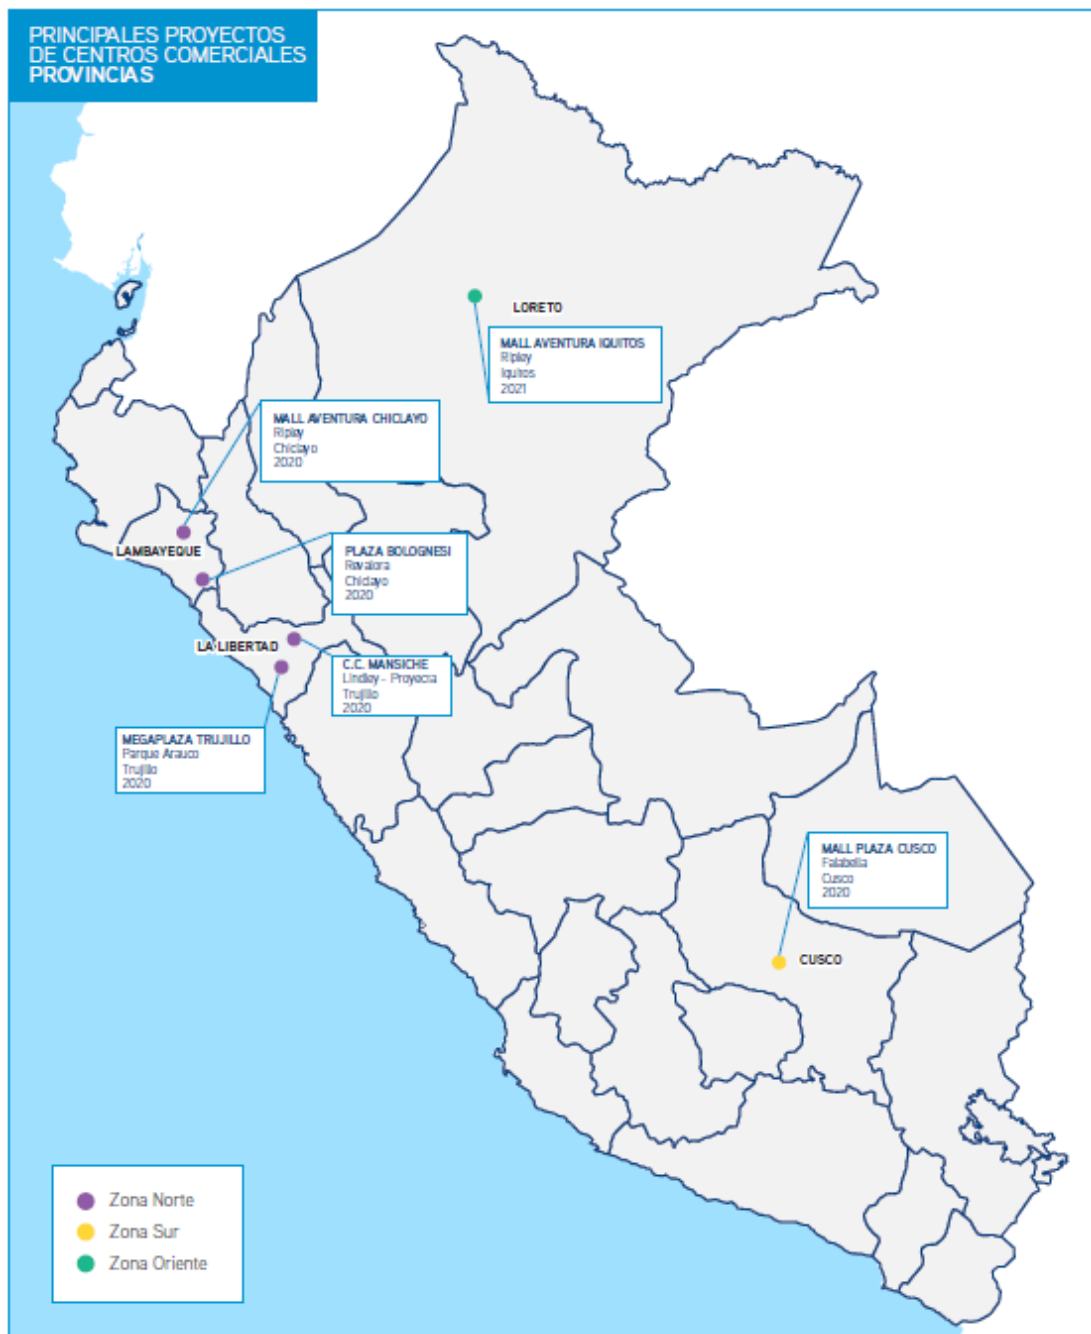 PRINCIPALES PROYECTOS
DE CENTROS COMERCIALES
PROVINCIAS
LORETO
MALL AVENTURA IQUITOS
Ripley
Iquitos
2021
MALL AVENTURA CHICLAYO
Ripley
Chiclayo
2020
LAMBAYEQUE
PLAZA BOLOGNESI
Revalora
Chiclayo
2020
LA LIBERTAD
C.C. MANSICHE
Lindley - Proyecta
Trujillo
2020
MEGAPLAZA TRUJILLO
Parque Arauco
Trujillo
2020
MALL PLAZA CUSCO
Falabella
Cusco
2020
CUSCO
Zona Norte
Zona Sur
Zona Oriente